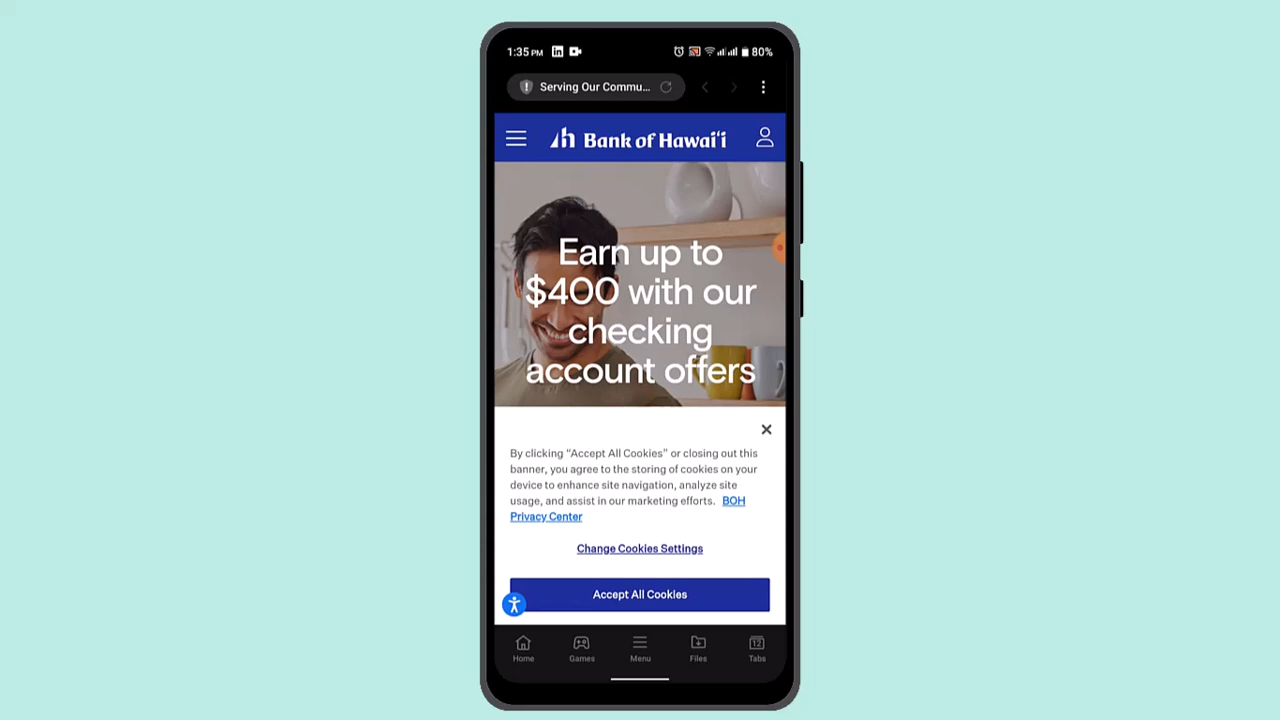 1:35 PM 80%
Serving Our Commu...
Bank of Hawaiʻi
Earn up to
$400 with our
checking
account offers
By clicking “Accept All Cookies” or closing out this
banner, you agree to the storing of cookies on your
device to enhance site navigation, analyze site
usage, and assist in our marketing efforts. BOH
Privacy Center
Change Cookies Settings
Accept All Cookies
12
Home Games Menu Files Tabs